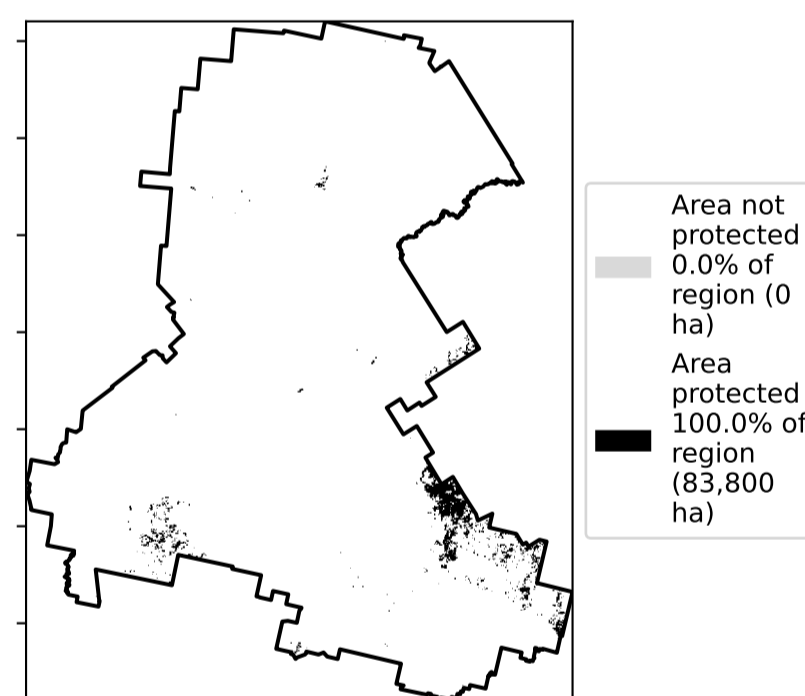 Area not
protected
0.0% of
region (0
ha)
Area
protected
100.0% of
region
(83,800
ha)